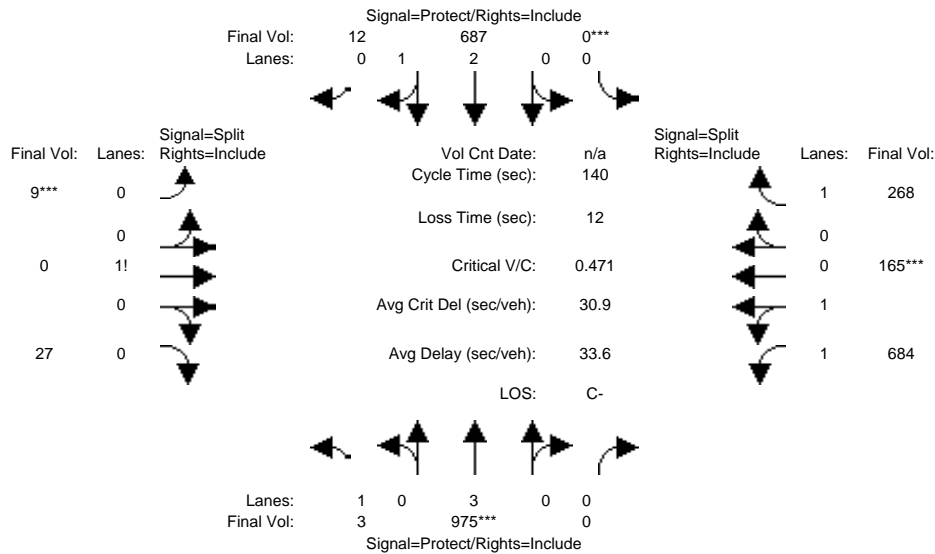 Signal=Protect/Rights=Include
Final Vol: 12 687 0***
Lanes: 0 1 2 0 0
Signal=Split
Final Vol: Lanes: Rights=Include
Vol Cnt Date: n/a
Signal=Split
Rights=Include Lanes: Final Vol:
Cycle Time (sec): 140
9*** 0
1 268
Loss Time (sec): 12
0
0
0 1!
Critical V/C: 0.471
0 165***
0
Avg Crit Del (sec/veh): 30.9
1
27 0
Avg Delay (sec/veh): 33.6
1 684
LOS: C-
Lanes: 1 0 3 0 0
Final Vol: 3 975*** 0
Signal=Protect/Rights=Include